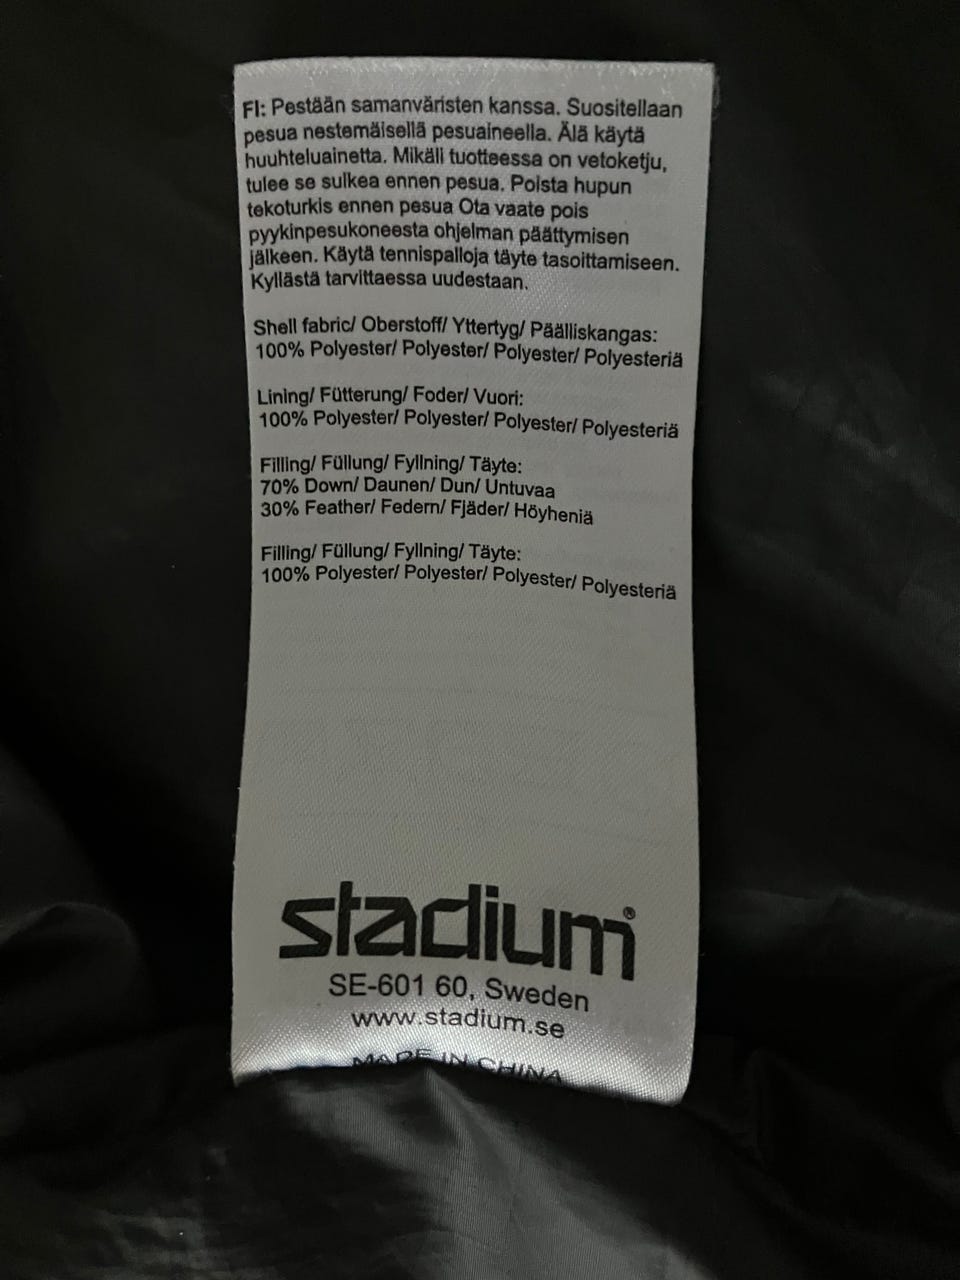 FI: Pestään samanväristen kanssa. Suositellaan
pesua nestemäisellä pesuaineella. Älä käytä
huuhteluainetta. Mikäli tuotteessa on vetoketju,
tulee se sulkea ennen pesua. Poista hupun
tekoturkis ennen pesua Ota vaate pois
pyykinpesukoneesta ohjelman päättymisen
jälkeen. Käytä tennispalloja täyte tasoittamiseen.
Kyllästä tarvittaessa uudestaan.
Shell fabric/ Oberstoff/ Yttertyg/ Päälliskangas:
100% Polyester/ Polyester/ Polyester/ Polyesteriä
Lining/ Fütterung/ Foder/ Vuori:
100% Polyester/ Polyester/ Polyester/ Polyesteriä
Filling/ Füllung/ Fyllning/ Täyte:
70% Down/ Daunen/ Dun/ Untuvaa
30% Feather/ Federn/ Fjäder/ Höyheniä
Filling/ Füllung/ Fyllning/ Täyte:
100% Polyester/ Polyester/ Polyester/ Polyesteriä
stadium®
SE-601 60, Sweden
www.stadium.se
MADE IN CHINA